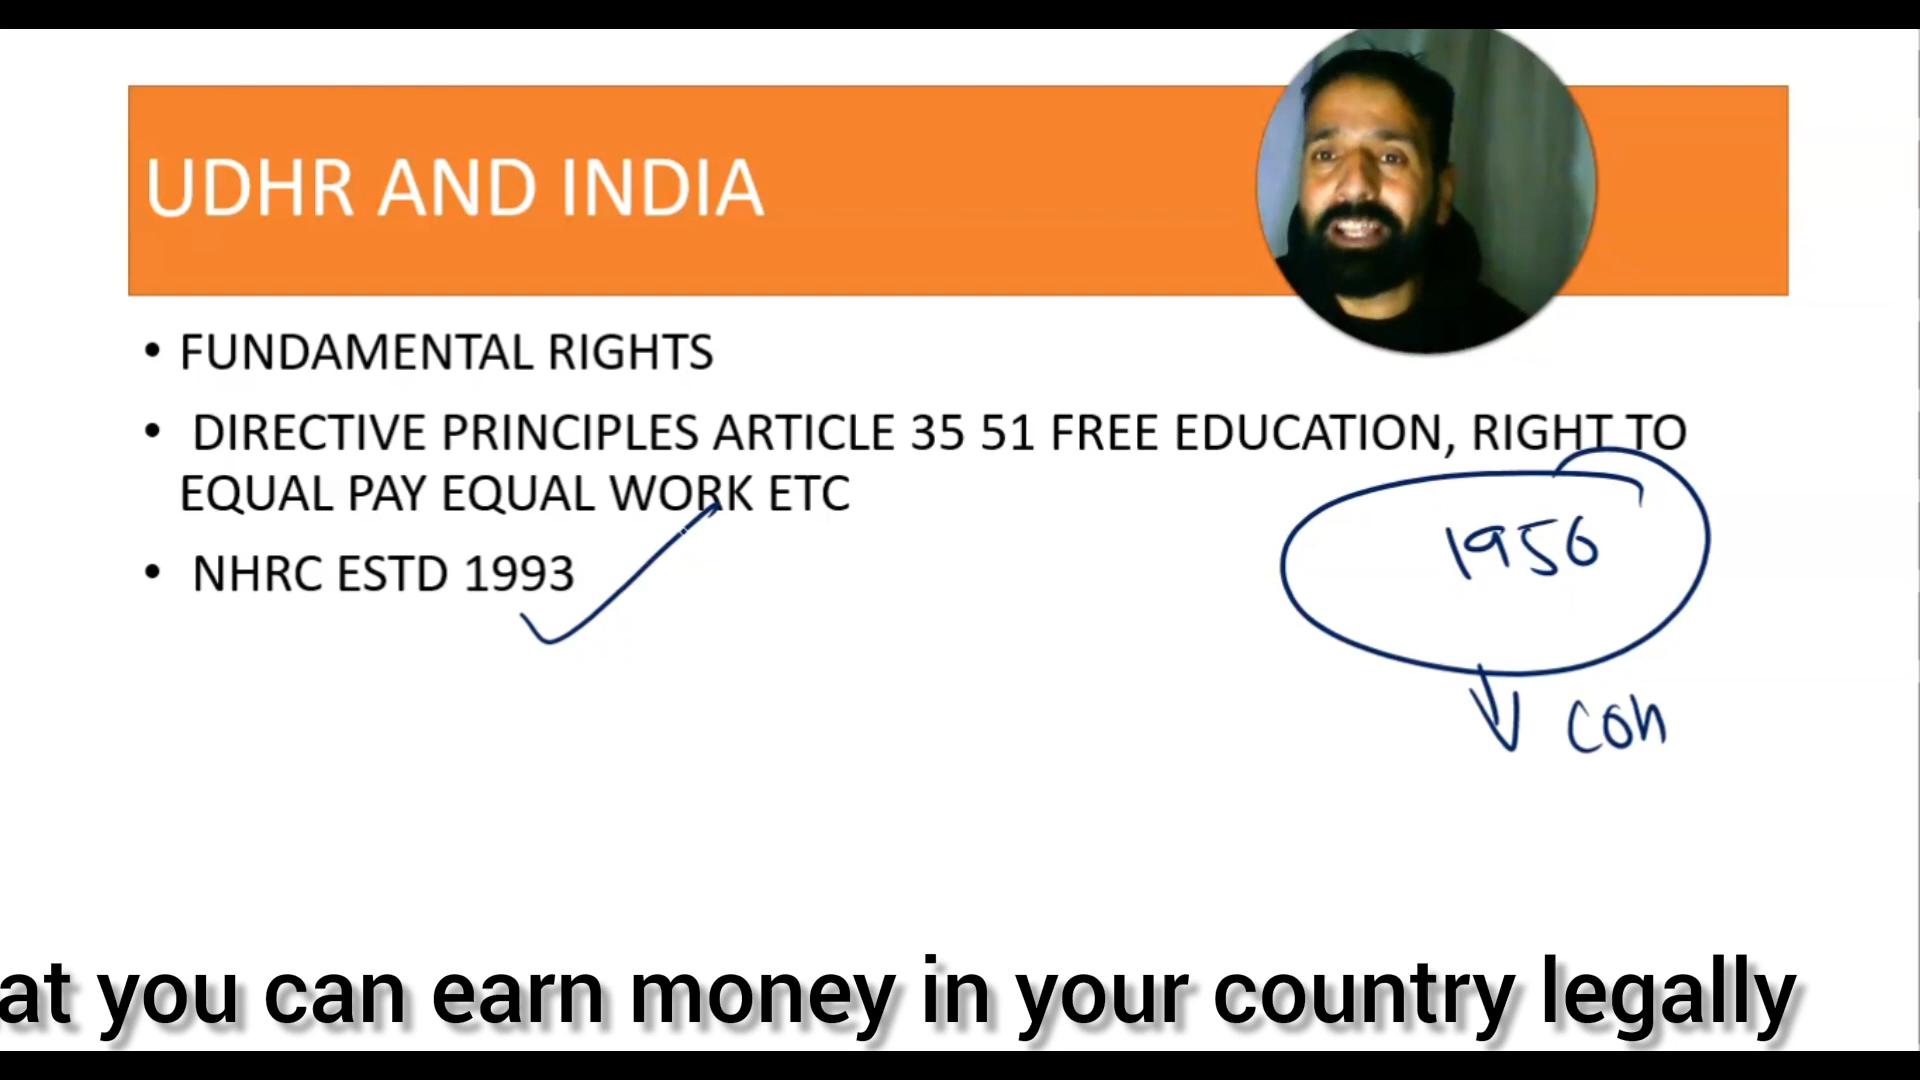 UDHR AND INDIA
• FUNDAMENTAL RIGHTS
• DIRECTIVE PRINCIPLES ARTICLE 35 51 FREE EDUCATION, RIGHT TO
EQUAL PAY EQUAL WORK ETC
• NHRC ESTD 1993
1950
con
at you can earn money in your country legally